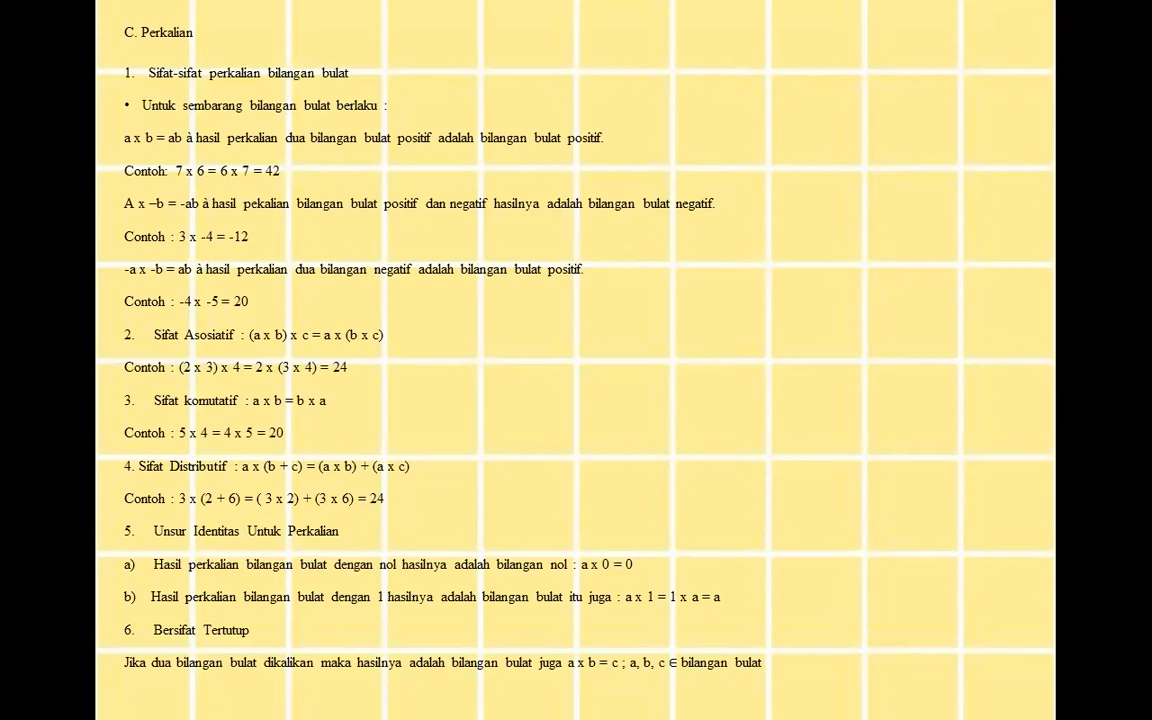 C. Perkalian
1. Sifat-sifat perkalian bilangan bulat
• Untuk sembarang bilangan bulat berlaku :
a x b = ab à hasil perkalian dua bilangan bulat positif adalah bilangan bulat positif.
Contoh: 7 x 6 = 6 x 7 = 42
A x –b = -ab à hasil pekalian bilangan bulat positif dan negatif hasilnya adalah bilangan bulat negatif.
Contoh : 3 x -4 = -12
-a x -b = ab à hasil perkalian dua bilangan negatif adalah bilangan bulat positif.
Contoh : -4 x -5 = 20
2. Sifat Asosiatif : (a x b) x c = a x (b x c)
Contoh : (2 x 3) x 4 = 2 x (3 x 4) = 24
3. Sifat komutatif : a x b = b x a
Contoh : 5 x 4 = 4 x 5 = 20
4. Sifat Distributif : a x (b + c) = (a x b) + (a x c)
Contoh : 3 x (2 + 6) = ( 3 x 2) + (3 x 6) = 24
5. Unsur Identitas Untuk Perkalian
a) Hasil perkalian bilangan bulat dengan nol hasilnya adalah bilangan nol : a x 0 = 0
b) Hasil perkalian bilangan bulat dengan 1 hasilnya adalah bilangan bulat itu juga : a x 1 = 1 x a = a
6. Bersifat Tertutup
Jika dua bilangan bulat dikalikan maka hasilnya adalah bilangan bulat juga a x b = c ; a, b, c ∈ bilangan bulat